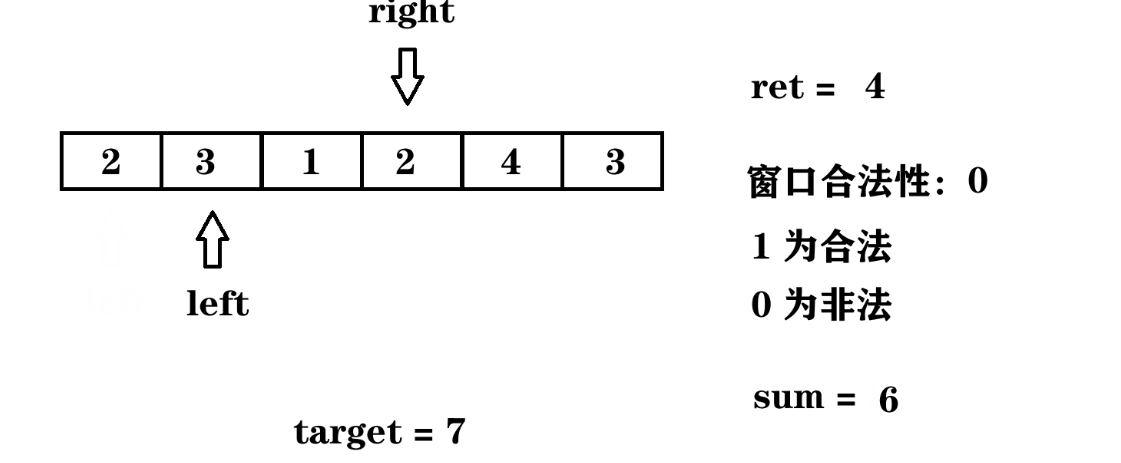 right
ret = 4
2 3 1 2 4 3
窗口合法性：0
1 为合法
left
0 为非法
sum = 6
target = 7